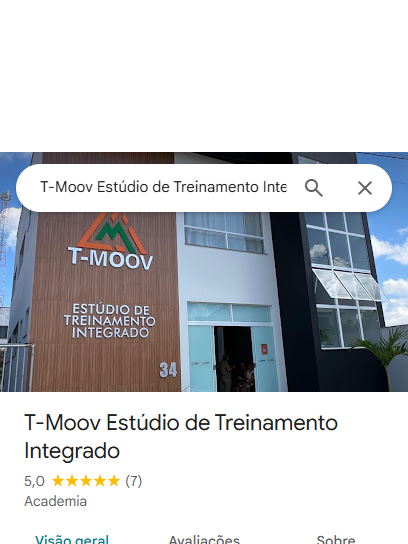 T-Moov Estúdio de Treinamento Inte
T-MOOV
ESTÚDIO DE
TREINAMENTO
INTEGRADO
34
T-Moov Estúdio de Treinamento
Integrado
5,0 (7)
Academia
Visão geral Avaliações Sobre